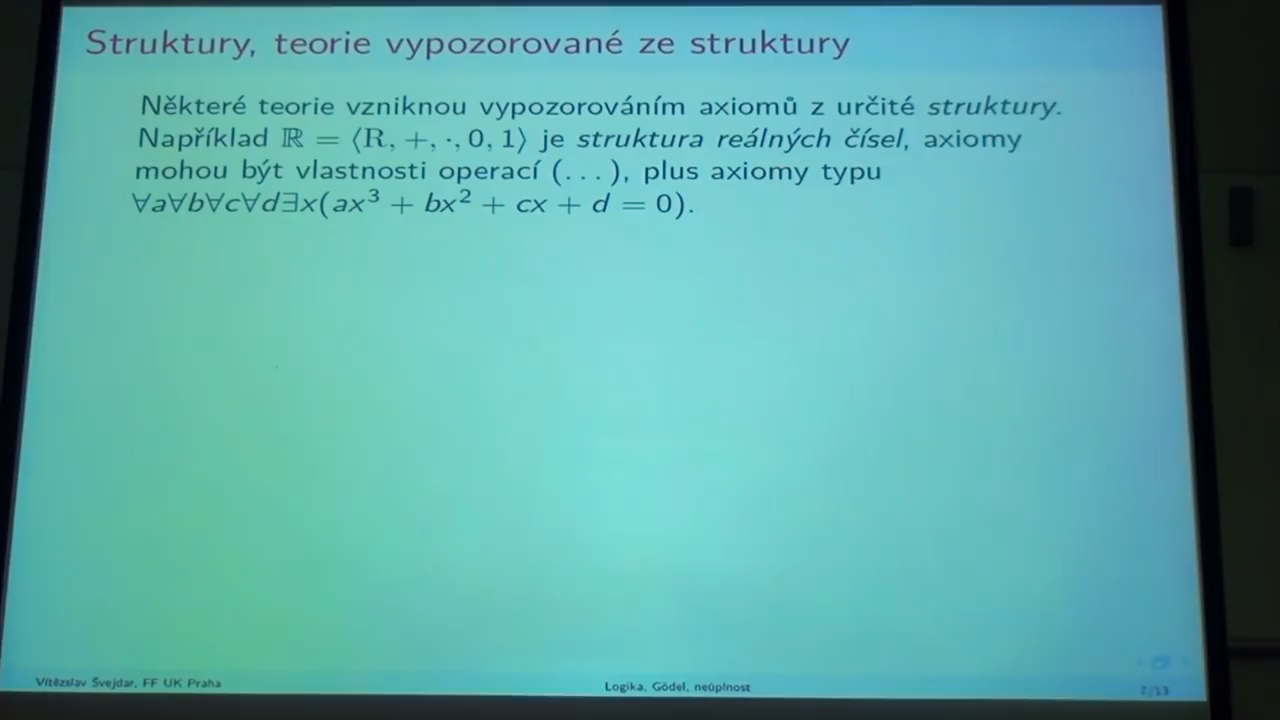 Struktury, teorie vypozorované ze struktury
Některé teorie vzniknou vypozorováním axiomů z určité struktury.
Například ℝ = ⟨R, +, ·, 0, 1⟩ je struktura reálných čísel, axiomy
mohou být vlastnosti operací (...), plus axiomy typu
∀a∀b∀c∀d∃x(ax³ + bx² + cx + d = 0).
Vítězslav Švejdar, FF UK Praha
Logika, Gödel, neúplnost
7/13